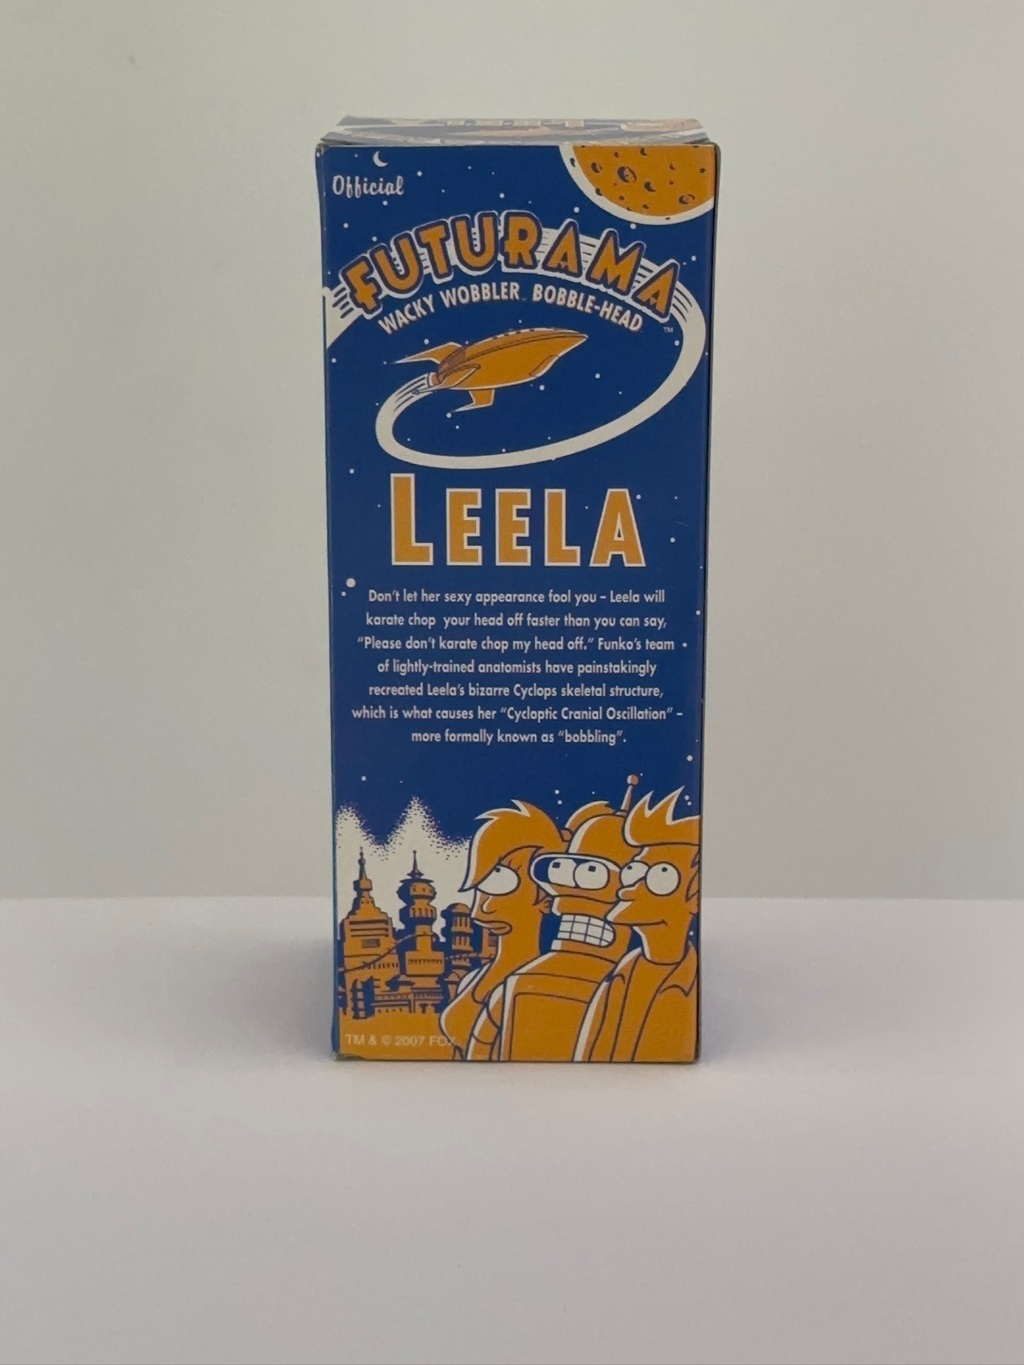 Official
FUTURAMA
WACKY WOBBLER™ BOBBLE-HEAD
™
LEELA
Don't let her sexy appearance fool you – Leela will
karate chop your head off faster than you can say,
"Please don't karate chop my head off." Funko's team
of lightly-trained anatomists have painstakingly
recreated Leela's bizarre Cyclops skeletal structure,
which is what causes her "Cycloptic Cranial Oscillation" –
more formally known as "bobbling".
TM & © 2007 FOX.